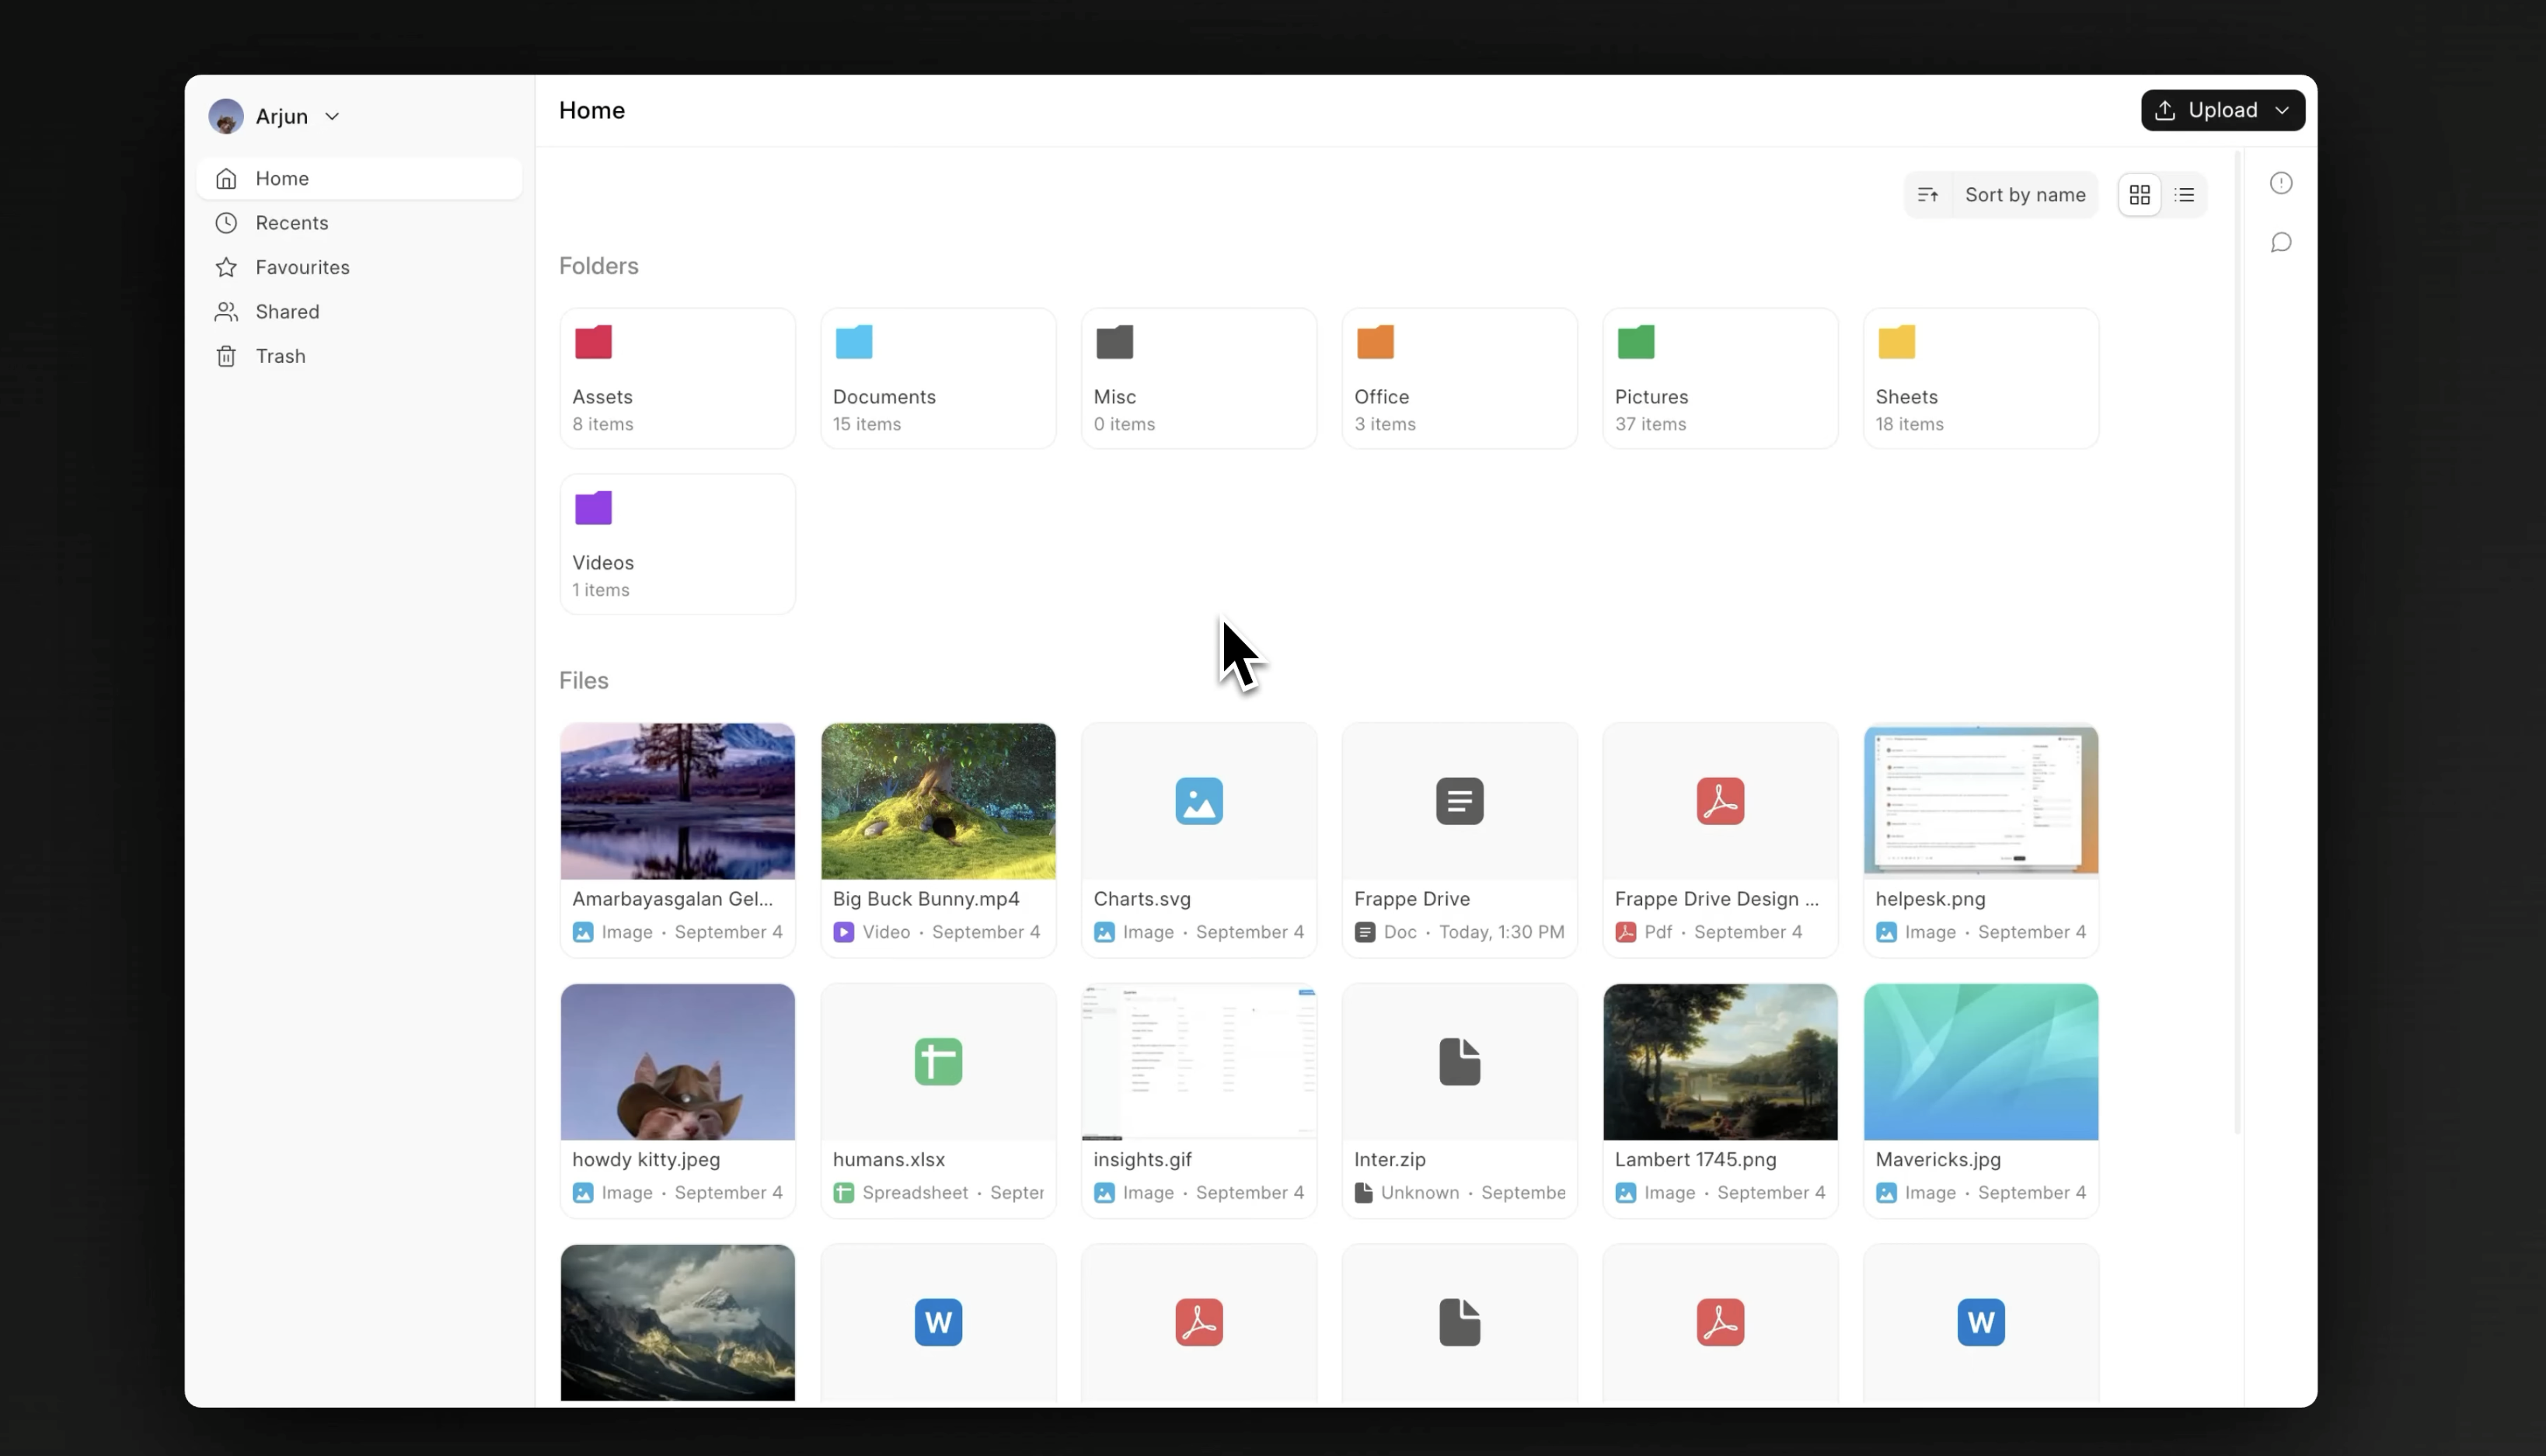 Arjun
Home
Recents
Favourites
Shared
Trash
Home
Upload
Sort by name
Folders
Assets
8 items
Documents
15 items
Misc
0 items
Office
3 items
Pictures
37 items
Sheets
18 items
Videos
1 items
Files
Amarbayasgalan Gel...
Image • September 4
Big Buck Bunny.mp4
Video • September 4
Charts.svg
Image • September 4
Frappe Drive
Doc • Today, 1:30 PM
Frappe Drive Design ...
Pdf • September 4
helpesk.png
Image • September 4
howdy kitty.jpeg
Image • September 4
humans.xlsx
Spreadsheet • Septer
insights.gif
Image • September 4
Inter.zip
Unknown • Septembe
Lambert 1745.png
Image • September 4
Mavericks.jpg
Image • September 4
W
W